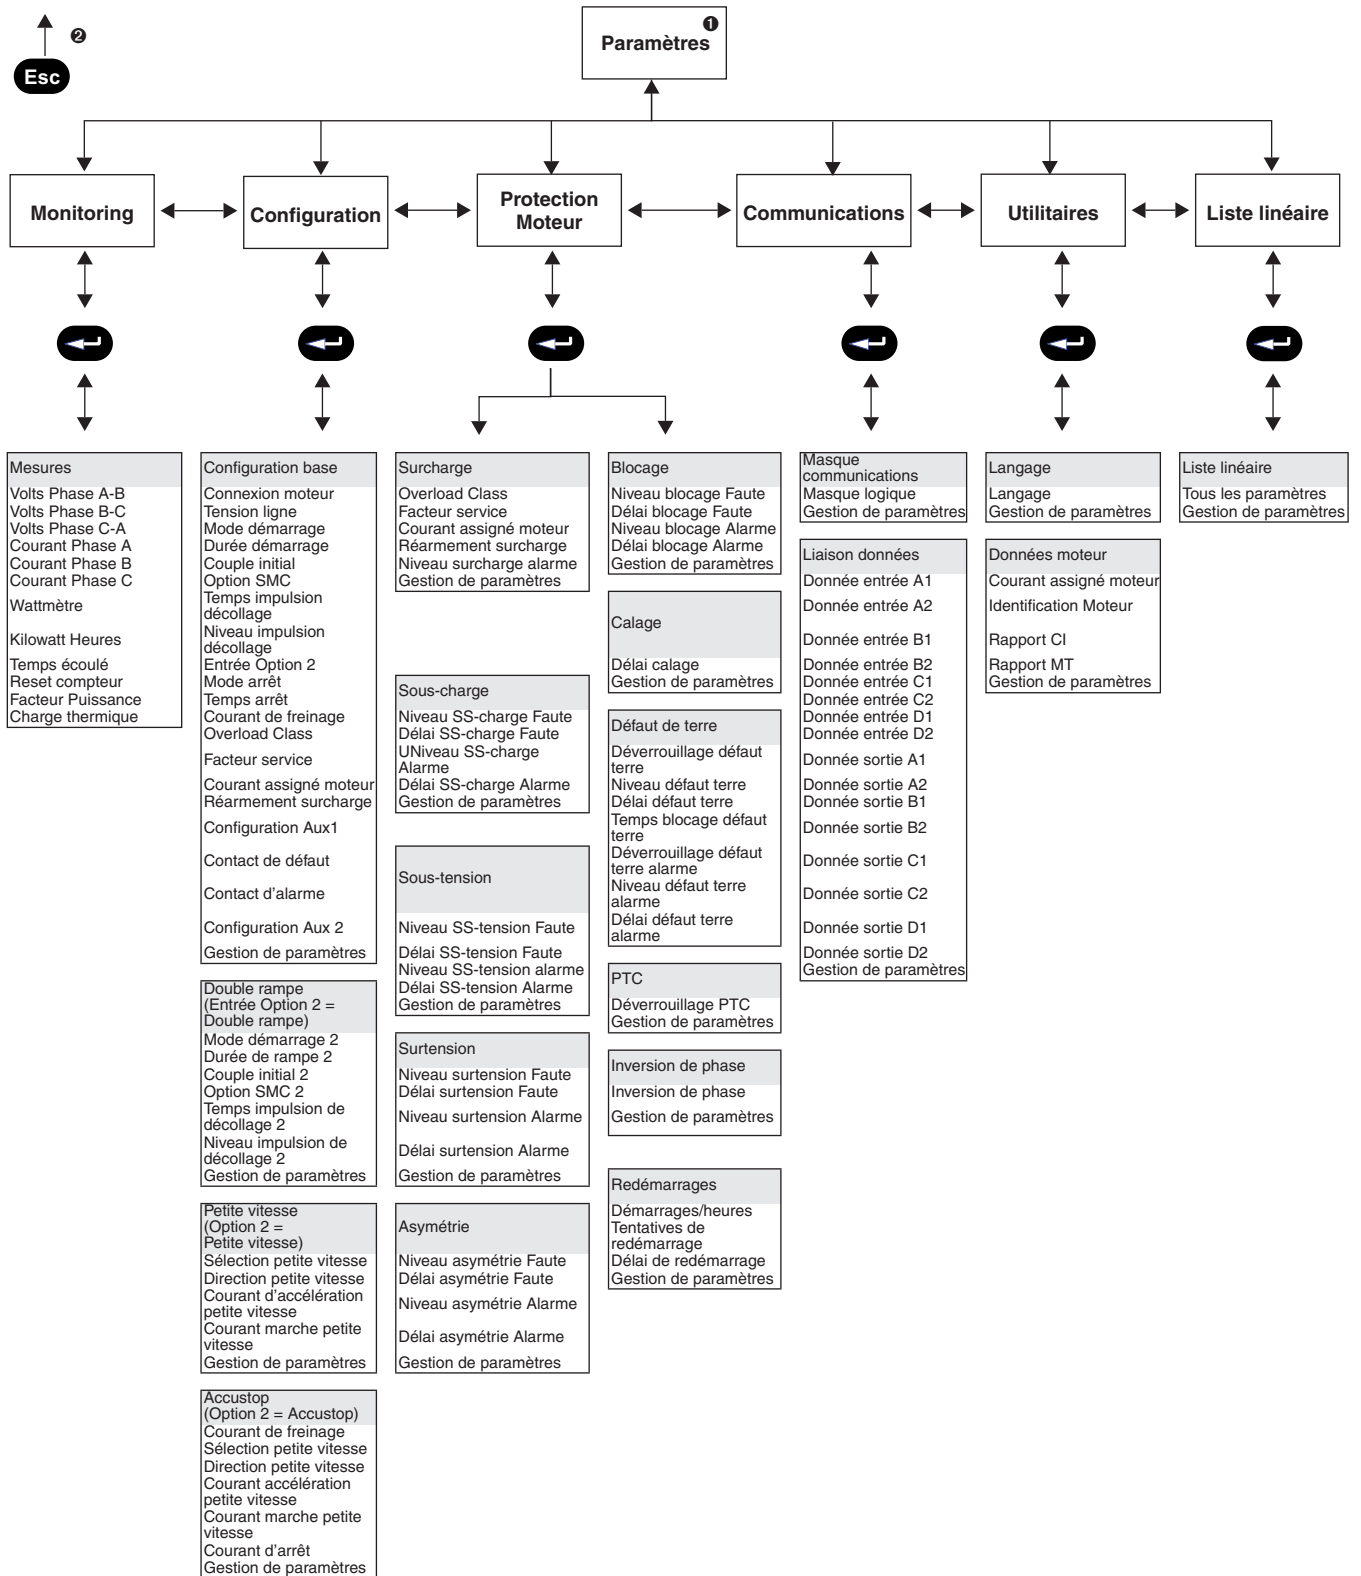 ❷
Esc
Paramètres ❶
Monitoring
Configuration
Protection
Moteur
Communications
Utilitaires
Liste linéaire
Mesures
Volts Phase A-B
Volts Phase B-C
Volts Phase C-A
Courant Phase A
Courant Phase B
Courant Phase C
Wattmètre
Kilowatt Heures
Temps écoulé
Reset compteur
Facteur Puissance
Charge thermique
Configuration base
Connexion moteur
Tension ligne
Mode démarrage
Durée démarrage
Couple initial
Option SMC
Temps impulsion
décollage
Niveau impulsion
décollage
Entrée Option 2
Mode arrêt
Temps arrêt
Courant de freinage
Overload Class
Facteur service
Courant assigné moteur
Réarmement surcharge
Configuration Aux1
Contact de défaut
Contact d'alarme
Configuration Aux 2
Gestion de paramètres
Double rampe
(Entrée Option 2 =
Double rampe)
Mode démarrage 2
Durée de rampe 2
Couple initial 2
Option SMC 2
Temps impulsion de
décollage 2
Niveau impulsion de
décollage 2
Gestion de paramètres
Petite vitesse
(Option 2 =
Petite vitesse)
Sélection petite vitesse
Direction petite vitesse
Courant d'accélération
petite vitesse
Courant marche petite
vitesse
Gestion de paramètres
Accustop
(Option 2 = Accustop)
Courant de freinage
Sélection petite vitesse
Direction petite vitesse
Courant accélération
petite vitesse
Courant marche petite
vitesse
Courant d'arrêt
Gestion de paramètres
Surcharge
Overload Class
Facteur service
Courant assigné moteur
Réarmement surcharge
Niveau surcharge alarme
Gestion de paramètres
Sous-charge
Niveau SS-charge Faute
Délai SS-charge Faute
UNiveau SS-charge
Alarme
Délai SS-charge Alarme
Gestion de paramètres
Sous-tension
Niveau SS-tension Faute
Délai SS-tension Faute
Niveau SS-tension alarme
Délai SS-tension Alarme
Gestion de paramètres
Surtension
Niveau surtension Faute
Délai surtension Faute
Niveau surtension Alarme
Délai surtension Alarme
Gestion de paramètres
Asymétrie
Niveau asymétrie Faute
Délai asymétrie Faute
Niveau asymétrie Alarme
Délai asymétrie Alarme
Gestion de paramètres
Blocage
Niveau blocage Faute
Délai blocage Faute
Niveau blocage Alarme
Délai blocage Alarme
Gestion de paramètres
Calage
Délai calage
Gestion de paramètres
Défaut de terre
Déverrouillage défaut
terre
Niveau défaut terre
Délai défaut terre
Temps blocage défaut
terre
Déverrouillage défaut
terre alarme
Niveau défaut terre
alarme
Délai défaut terre
alarme
PTC
Déverrouillage PTC
Gestion de paramètres
Inversion de phase
Inversion de phase
Gestion de paramètres
Redémarrages
Démarrages/heures
Tentatives de
redémarrage
Délai de redémarrage
Gestion de paramètres
Masque
communications
Masque logique
Gestion de paramètres
Liaison données
Donnée entrée A1
Donnée entrée A2
Donnée entrée B1
Donnée entrée B2
Donnée entrée C1
Donnée entrée C2
Donnée entrée D1
Donnée entrée D2
Donnée sortie A1
Donnée sortie A2
Donnée sortie B1
Donnée sortie B2
Donnée sortie C1
Donnée sortie C2
Donnée sortie D1
Donnée sortie D2
Gestion de paramètres
Langage
Langage
Gestion de paramètres
Données moteur
Courant assigné moteur
Identification Moteur
Rapport CI
Rapport MT
Gestion de paramètres
Liste linéaire
Tous les paramètres
Gestion de paramètres